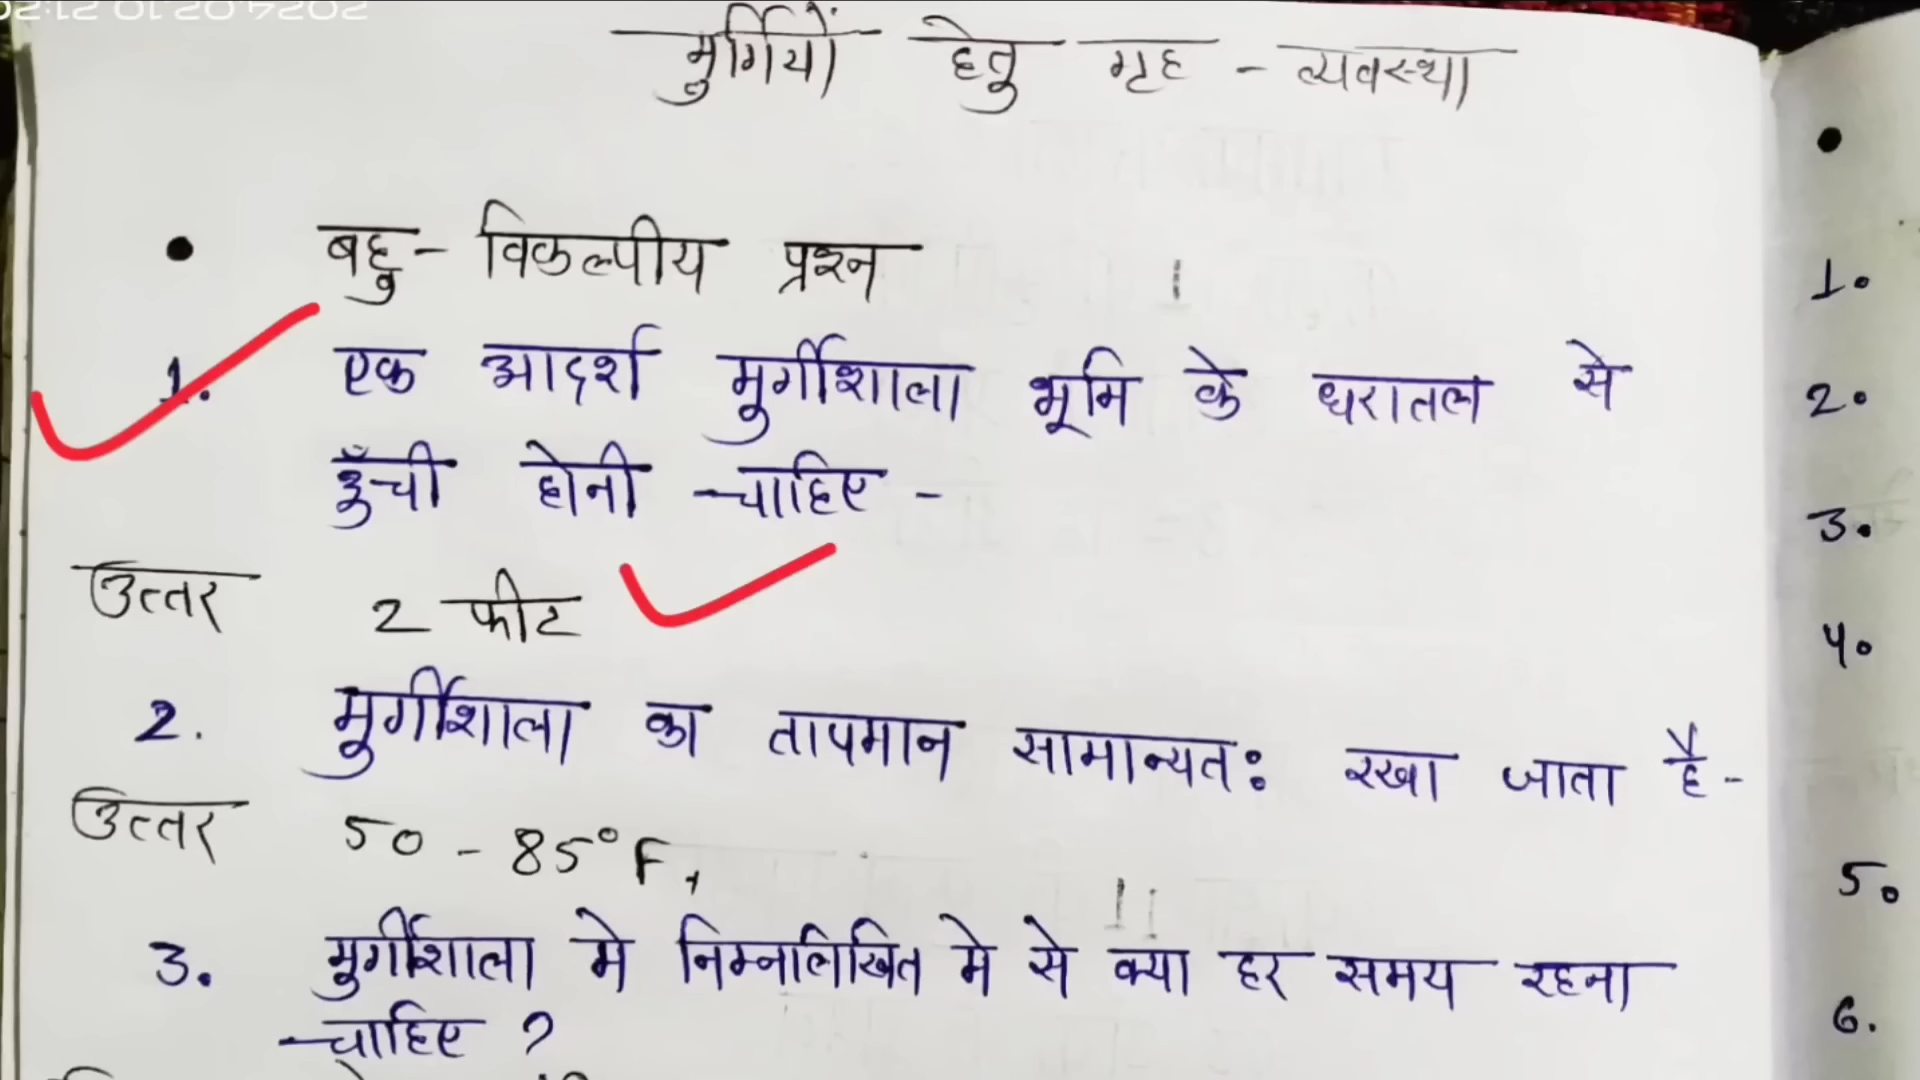 मुर्गियों हेतु गृह - व्यवस्था
• बहु - विकल्पीय प्रश्न
1. एक आदर्श मुर्गीशाला भूमि के धरातल से
ऊँची होनी चाहिए -
उत्तर 2 फीट
2. मुर्गीशाला का तापमान सामान्यतः रखा जाता है -
उत्तर 50 - 85°F,
3. मुर्गीशाला मे निम्नलिखित मे से क्या हर समय रहना
चाहिए ?
•
1.
2.
3.
4.
5.
6.